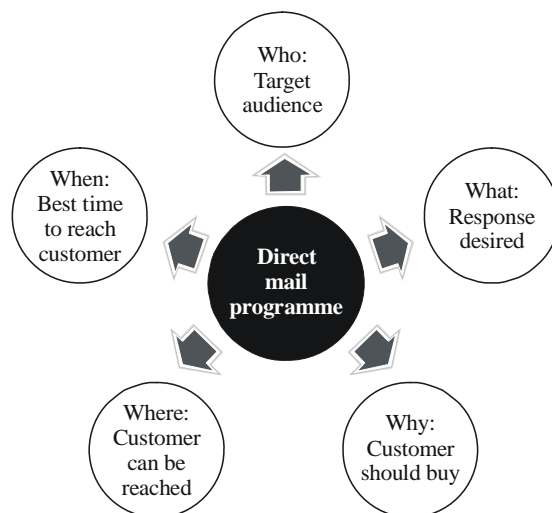 Who:
Target
audience
When:
Best time
to reach
customer
What:
Response
desired
Direct
mail
programme
Where:
Customer
can be
reached
Why:
Customer
should buy